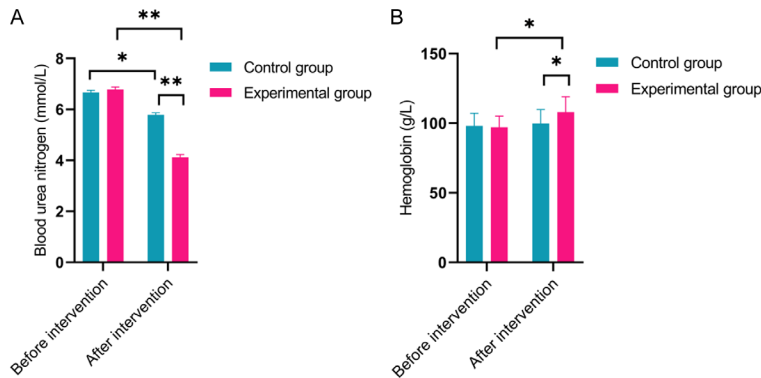 A
**
*
**
Control group
Experimental group
Blood urea nitrogen (mmol/L)
8
6
4
2
0
Before intervention
After intervention
B
*
*
Control group
Experimental group
Hemoglobin (g/L)
150
100
50
0
Before intervention
After intervention